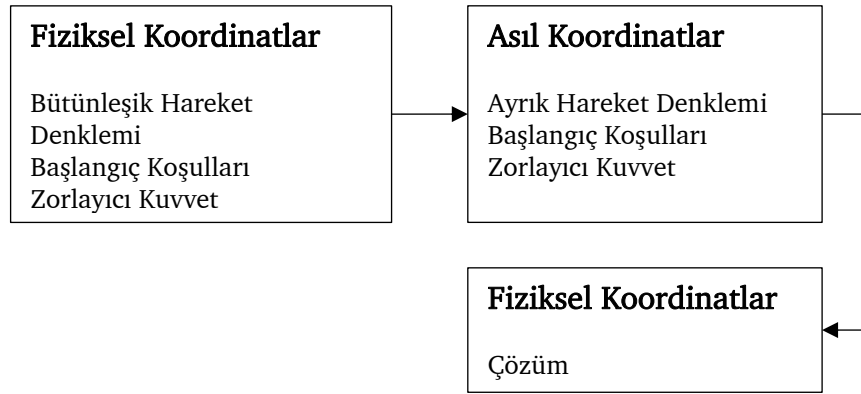 Fiziksel Koordinatlar
Bütünleşik Hareket
Denklemi
Başlangıç Koşulları
Zorlayıcı Kuvvet
Asıl Koordinatlar
Ayrık Hareket Denklemi
Başlangıç Koşulları
Zorlayıcı Kuvvet
Fiziksel Koordinatlar
Çözüm